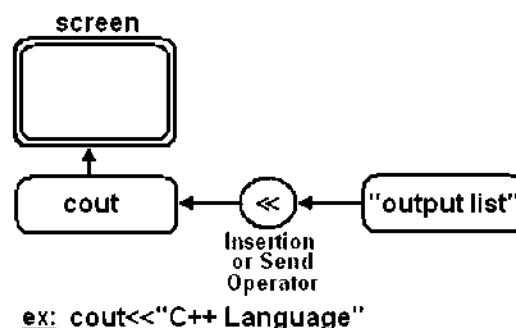 screen
cout
<<
"output list"
Insertion
or Send
Operator
ex: cout<<"C++ Language"